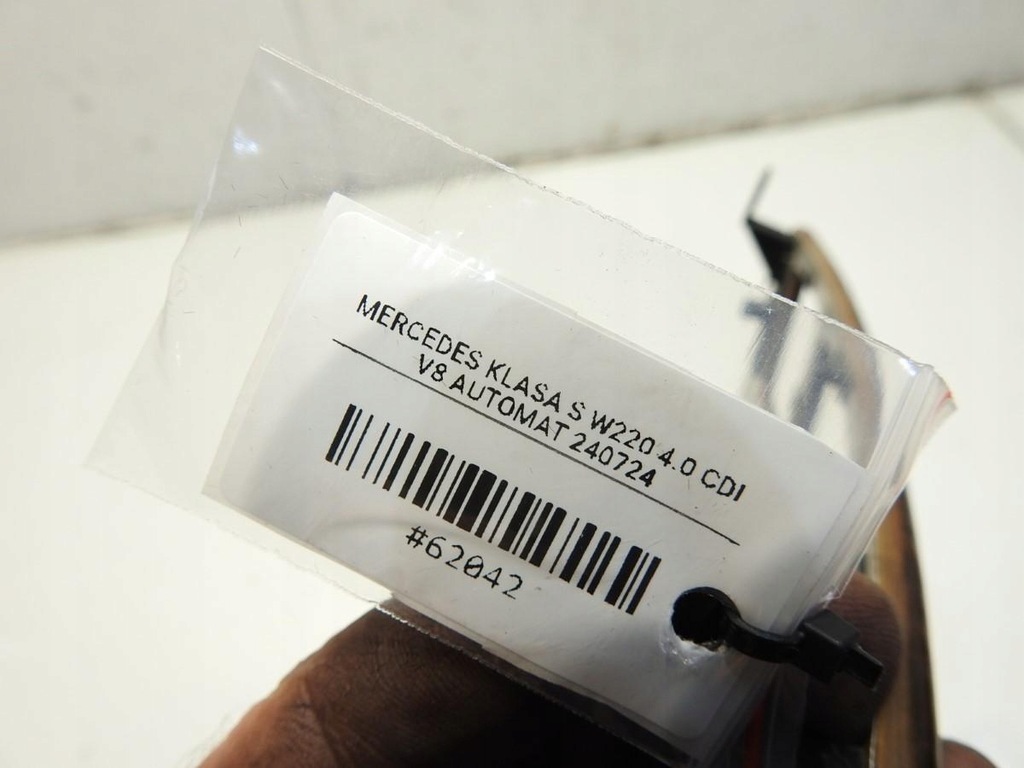 MERCEDES KLASA S W220 4.0 CDI
V8 AUTOMAT 240724
#62042